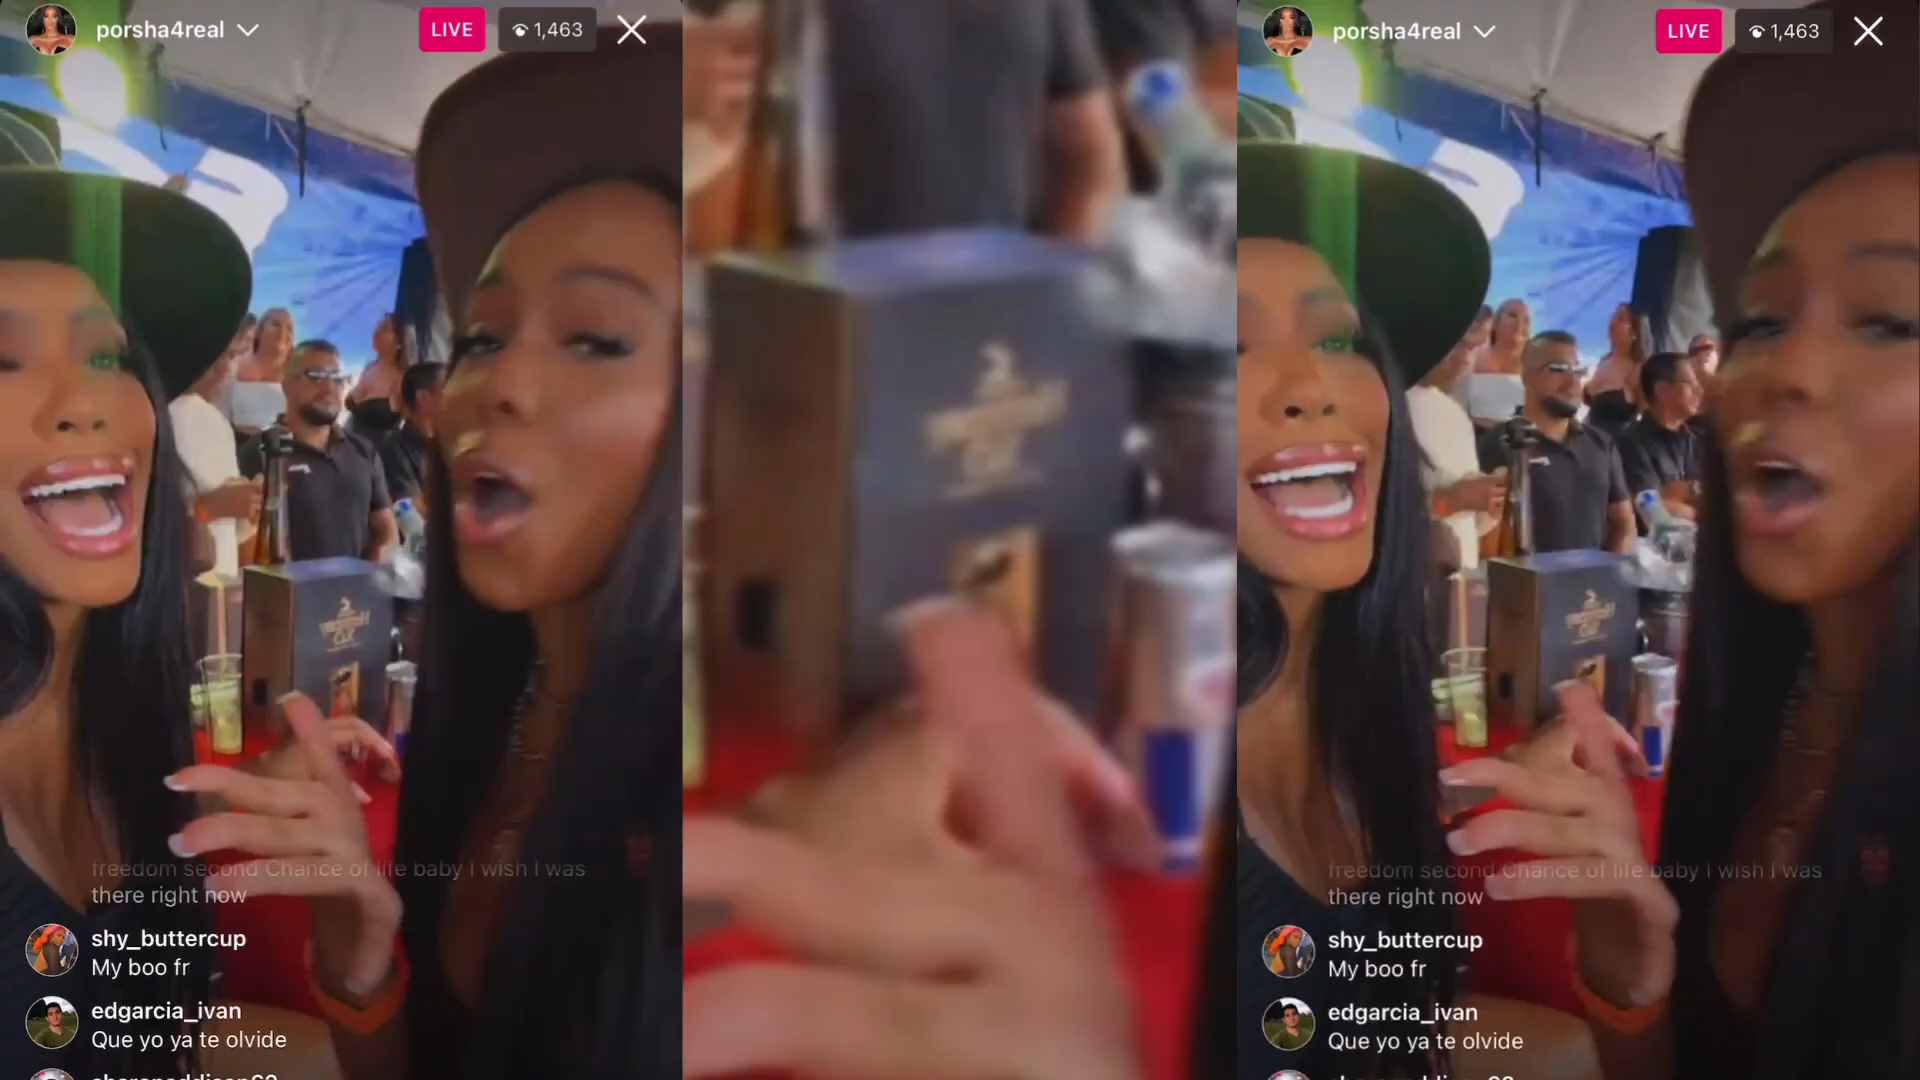 porsha4real
LIVE
1,463
freedom second Chance of life baby I wish I was
there right now
shy_buttercup
My boo fr
edgarcia_ivan
Que yo ya te olvide
porsha4real
LIVE
1,463
freedom second Chance of life baby I wish I was
there right now
shy_buttercup
My boo fr
edgarcia_ivan
Que yo ya te olvide